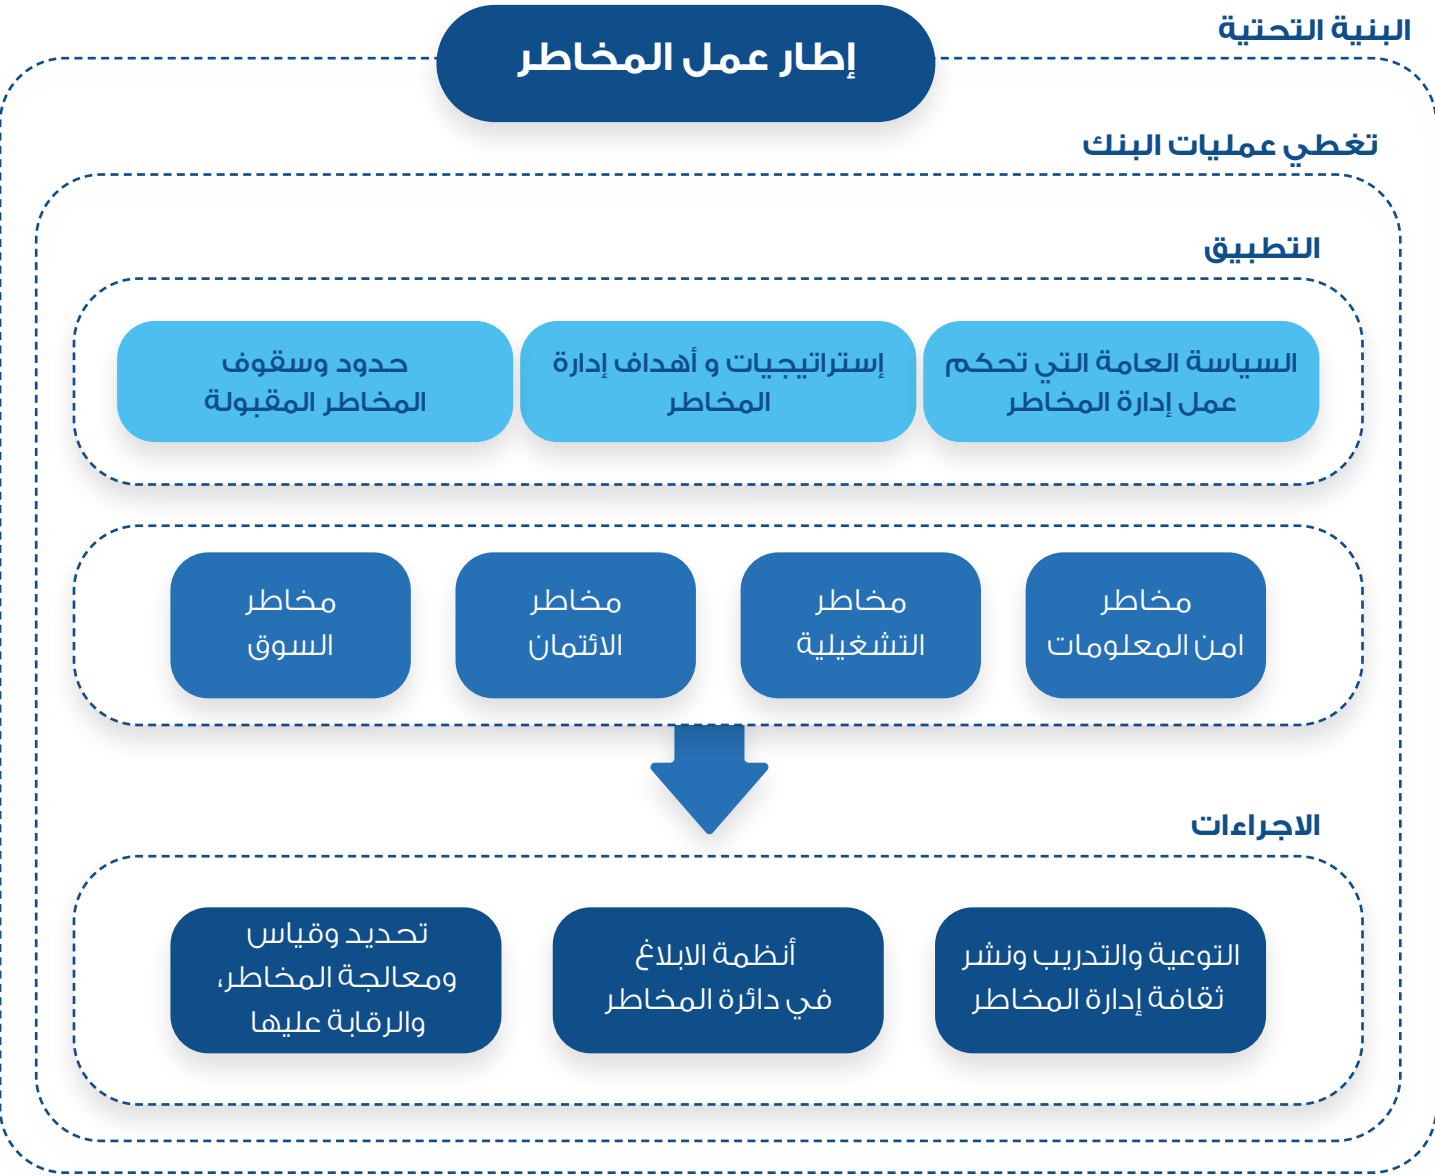 البنية التحتية
إطار عمل المخاطر
تغطي عمليات البنك
التطبيق
السياسة العامة التي تحكم
عمل إدارة المخاطر
إستراتيجيات و أهداف إدارة
المخاطر
حدود وسقوف
المخاطر المقبولة
مخاطر
امن المعلومات
مخاطر
التشغيلية
مخاطر
الائتمان
مخاطر
السوق
الاجراءات
التوعية والتدريب ونشر
ثقافة إدارة المخاطر
أنظمة الابلاغ
في دائرة المخاطر
تحديد وقياس
ومعالجة المخاطر،
والرقابة عليها